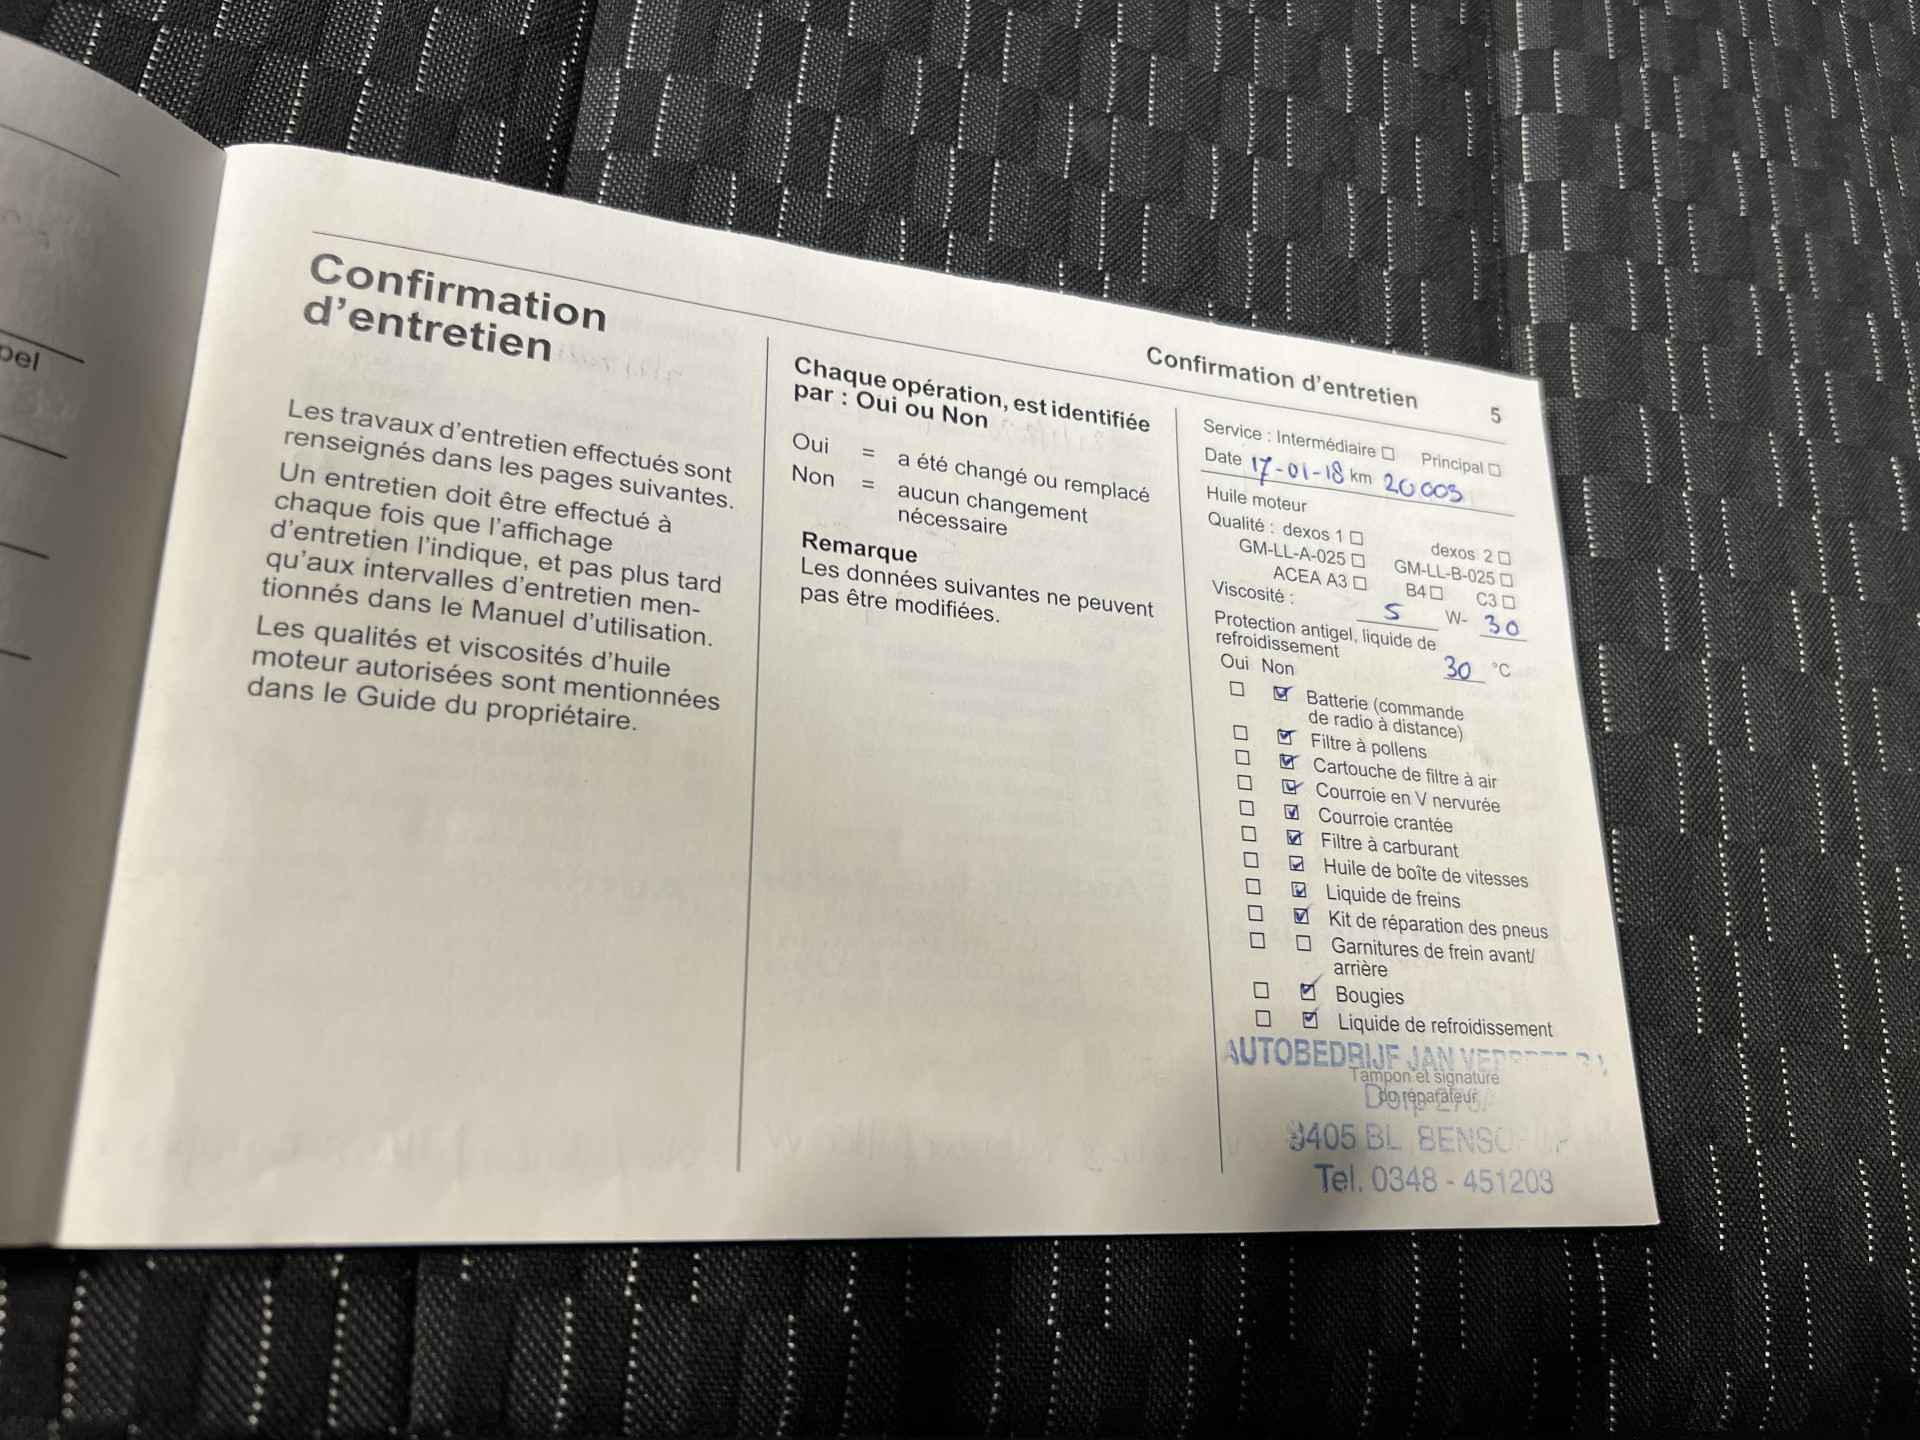 pel
Confirmation
d'entretien
Les travaux d'entretien effectués sont
renseignés dans les pages suivantes.
Un entretien doit être effectué à
chaque fois que l'affichage
d'entretien l'indique, et pas plus tard
qu'aux intervalles d'entretien men-
tionnés dans le Manuel d'utilisation.
Les qualités et viscosités d'huile
moteur autorisées sont mentionnées
dans le Guide du propriétaire.
Chaque opération, est identifiée
par : Oui ou Non
Oui = a été changé ou remplacé
Non = aucun changement
nécessaire
Remarque
Les données suivantes ne peuvent
pas être modifiées.
Confirmation d'entretien 5
Service : Intermédiaire ☐ Principal ☐
Date 17-01-18 km 20003
Huile moteur
Qualité : dexos 1 ☐ dexos 2 ☐
GM-LL-A-025 ☐ GM-LL-B-025 ☐
ACEA A3 ☐ B4 ☐ C3 ☐
Viscosité : 5 W- 30
Protection antigel, liquide de
refroidissement 30 °C
Oui Non
☐ ☑ Batterie (commande
de radio à distance)
☐ ☑ Filtre à pollens
☐ ☑ Cartouche de filtre à air
☐ ☑ Courroie en V nervurée
☐ ☑ Courroie crantée
☐ ☑ Filtre à carburant
☐ ☑ Huile de boîte de vitesses
☐ ☑ Liquide de freins
☐ ☑ Kit de réparation des pneus
☐ ☐ Garnitures de frein avant/
arrière
☐ ☑ Bougies
☐ ☑ Liquide de refroidissement
AUTOBEDRIJF JAN
Tampon et signature
du réparateur
Dorp
3405 BL
Tel. 0348 - 451203